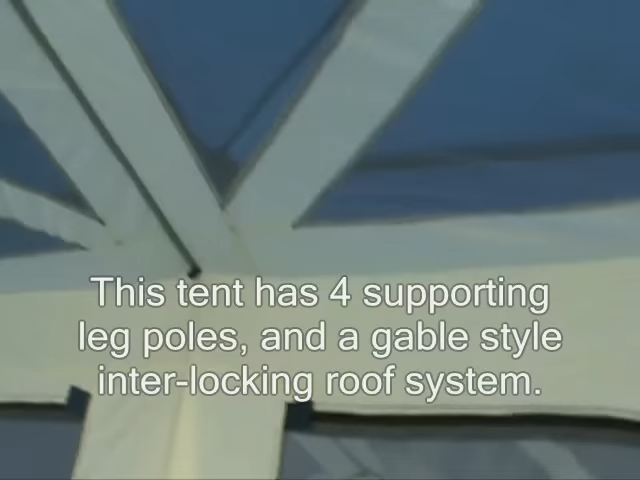 This tent has 4 supporting
leg poles, and a gable style
inter-locking roof system.